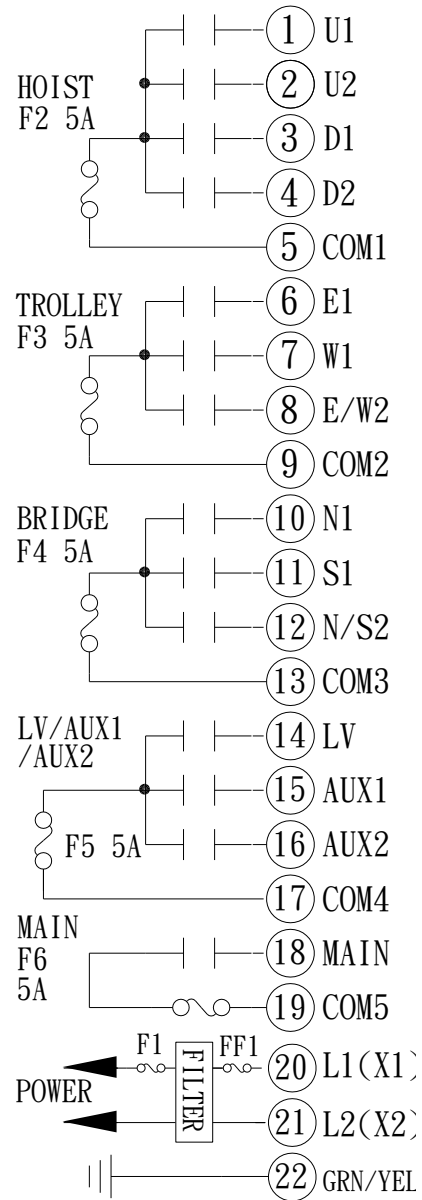 1 U1
HOIST
2 U2
F2 5A
3 D1
4 D2
5 COM1
TROLLEY
6 E1
F3 5A
7 W1
8 E/W2
9 COM2
BRIDGE
10 N1
F4 5A
11 S1
12 N/S2
13 COM3
LV/AUX1
14 LV
/AUX2
15 AUX1
F5 5A
16 AUX2
17 COM4
MAIN
18 MAIN
F6
5A
19 COM5
F1 FILTER FF1
20 L1(X1)
POWER
21 L2(X2)
22 GRN/YEL